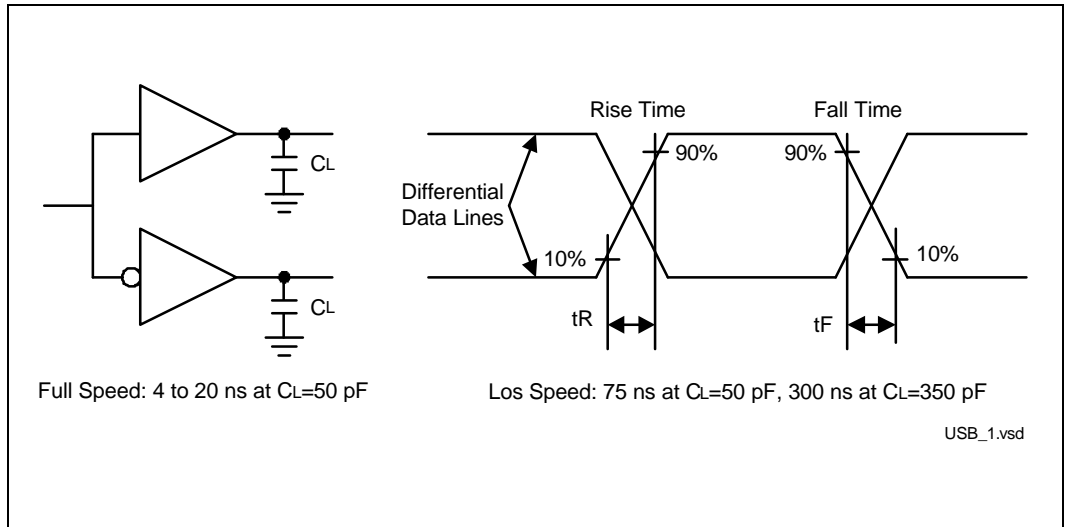 Rise Time
Fall Time
CL
90%
90%
Differential
Data Lines
10%
10%
CL
tR
tF
Full Speed: 4 to 20 ns at CL=50 pF
Los Speed: 75 ns at CL=50 pF, 300 ns at CL=350 pF
USB_1.vsd